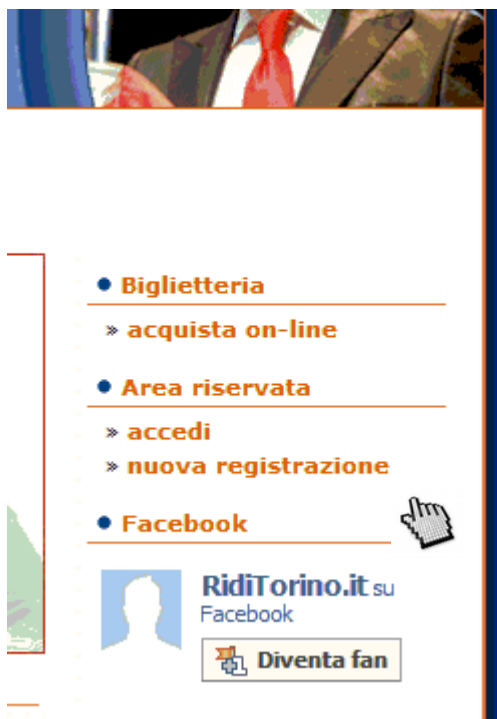 Biglietteria
» acquista on-line
Area riservata
» accedi
» nuova registrazione
Facebook
RidiTorino.it su
Facebook
Diventa fan